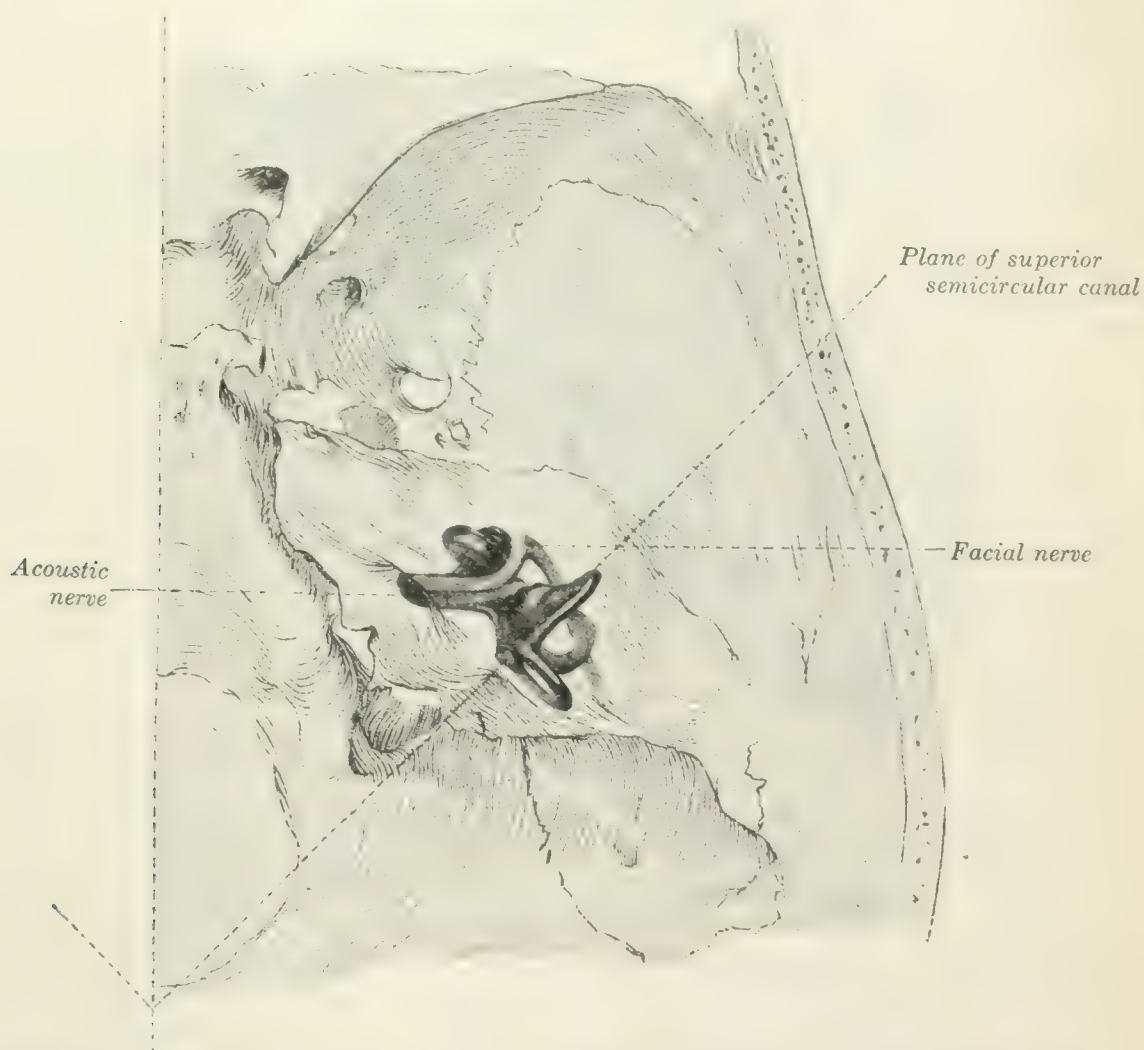 Plane of superior
semicircular canal
Facial nerve
Acoustic
nerve